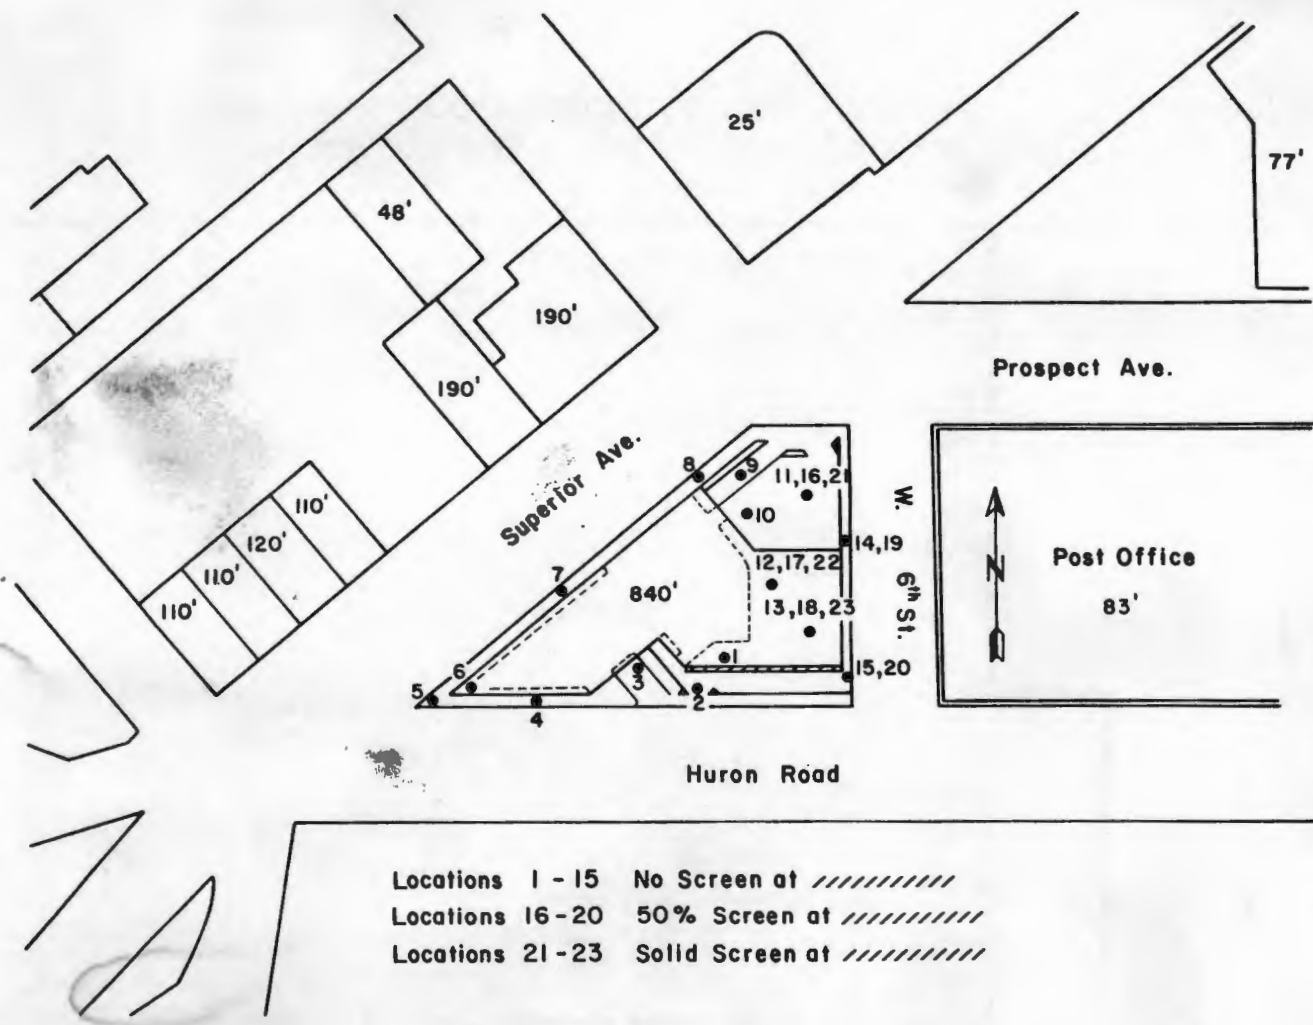 25'
77'
48'
190'
190'
Prospect Ave.
Superior Ave.
8
9
11,16,21
110'
120'
110'
110'
10
W. 6th St.
14,19
N
Post Office
83'
7
840'
12,17,22
13,18,23
1
15,20
6
5
3
2
4
Huron Road
Locations 1 - 15 No Screen at
Locations 16-20 50% Screen at
Locations 21-23 Solid Screen at